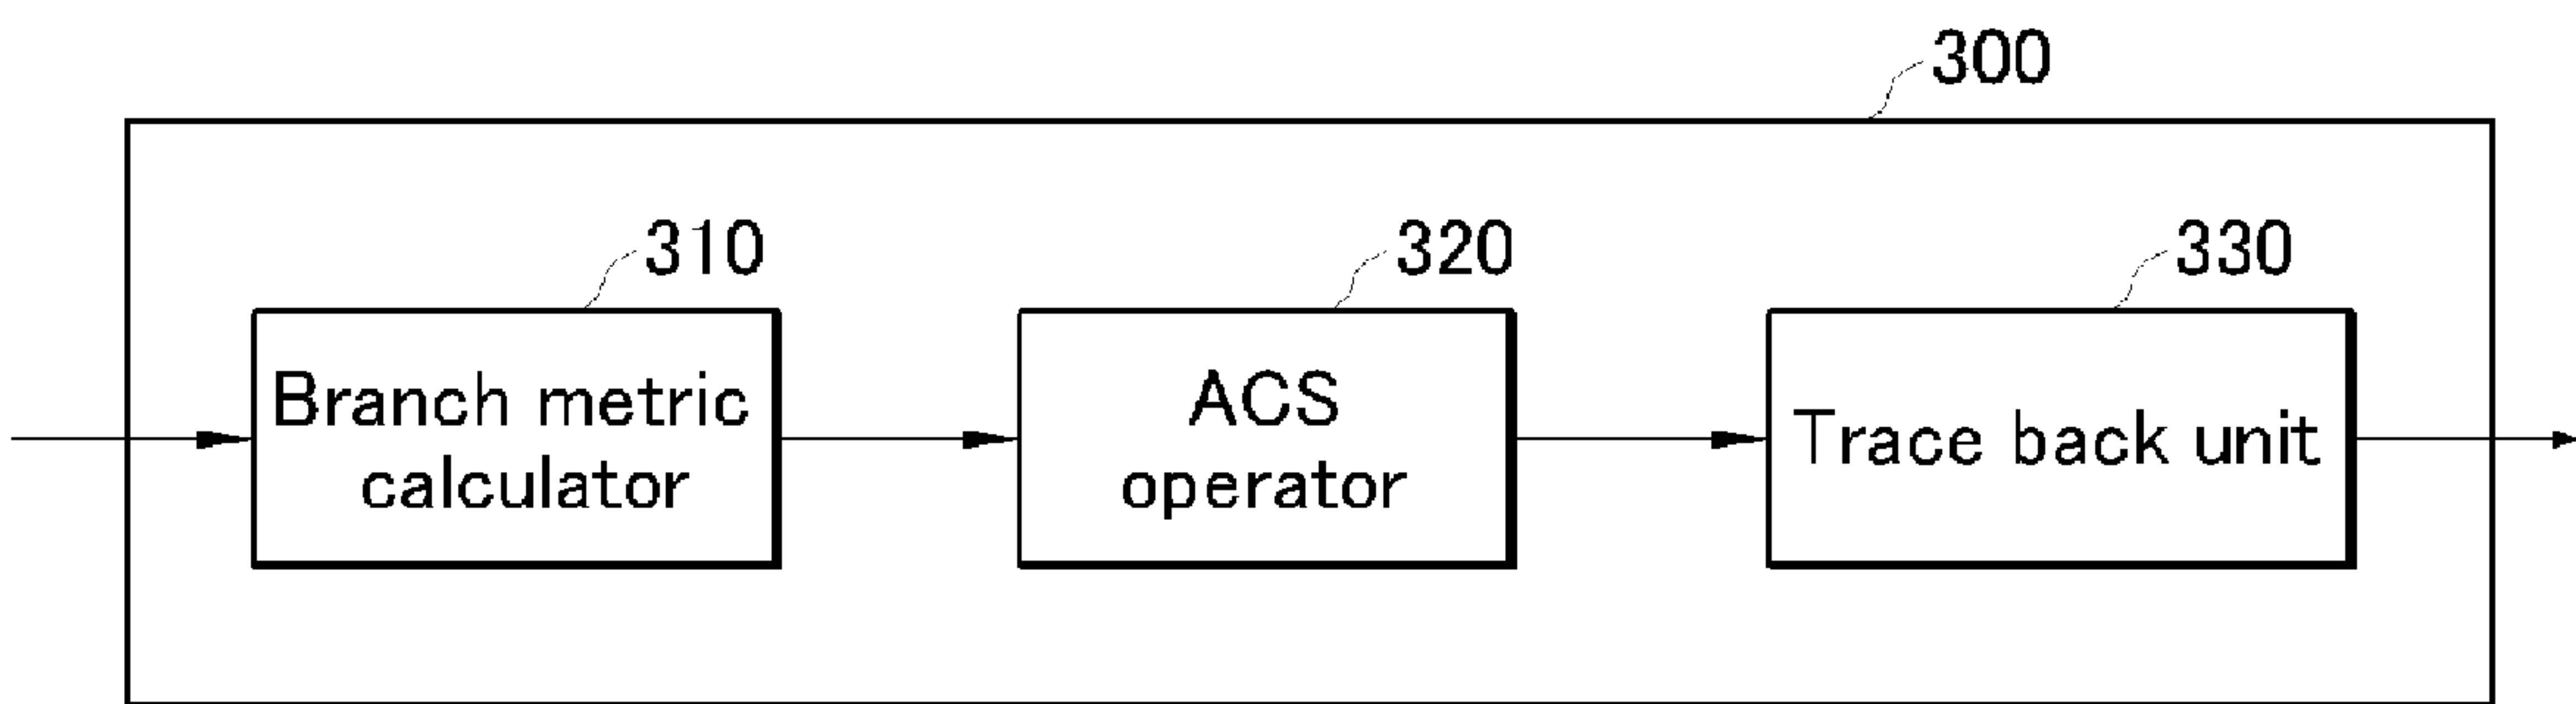 300
310
320
330
Branch metric
calculator
ACS
operator
Trace back unit